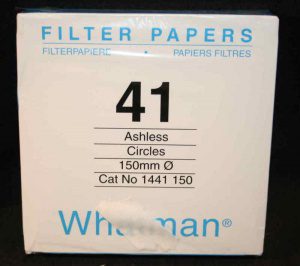 FILTER PAPERS
FILTERPAPIERE • PAPIERS FILTRES
41
Ashless
Circles
150mm Ø
Cat No 1441 150
Whatman®